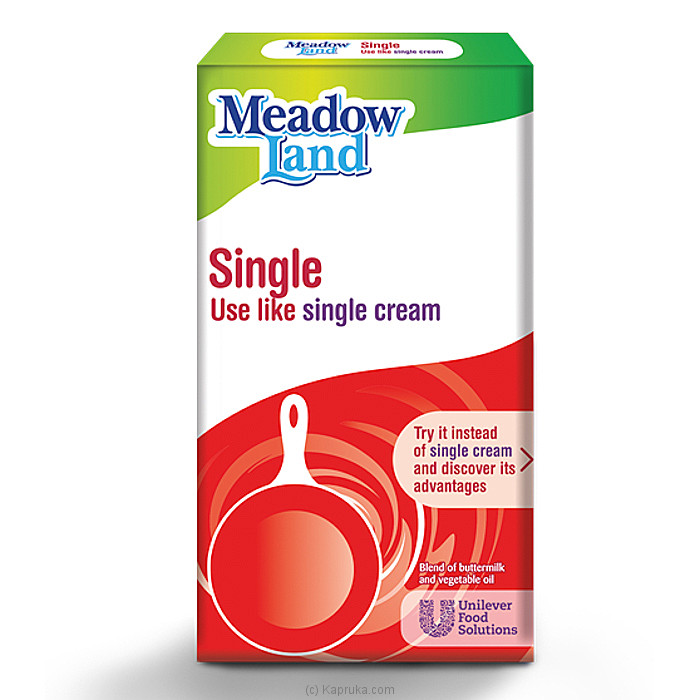 Meadow
Land
Single
Use like single cream
Meadow
Land
Single
Use like single cream
Try it instead
of single cream
and discover its
advantages
Blend of buttermilk
and vegetable oil
Unilever
Food
Solutions
(c) Kapruka.com